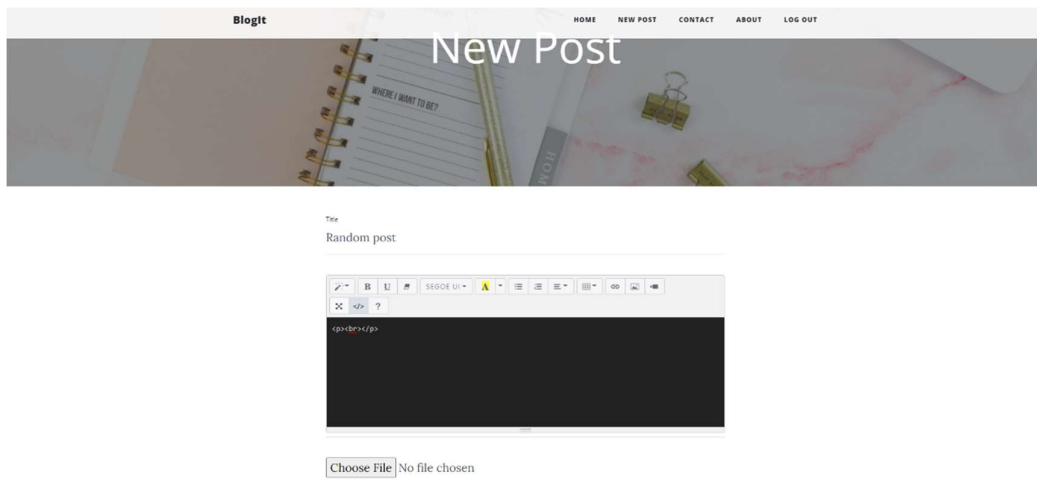 BlogIt
HOME NEW POST CONTACT ABOUT LOG OUT
New Post
WHERE I WANT TO BE?
HOM
Title
Random post
B U SEGOE UI A
</> ?
<p><br></p>
Choose File No file chosen